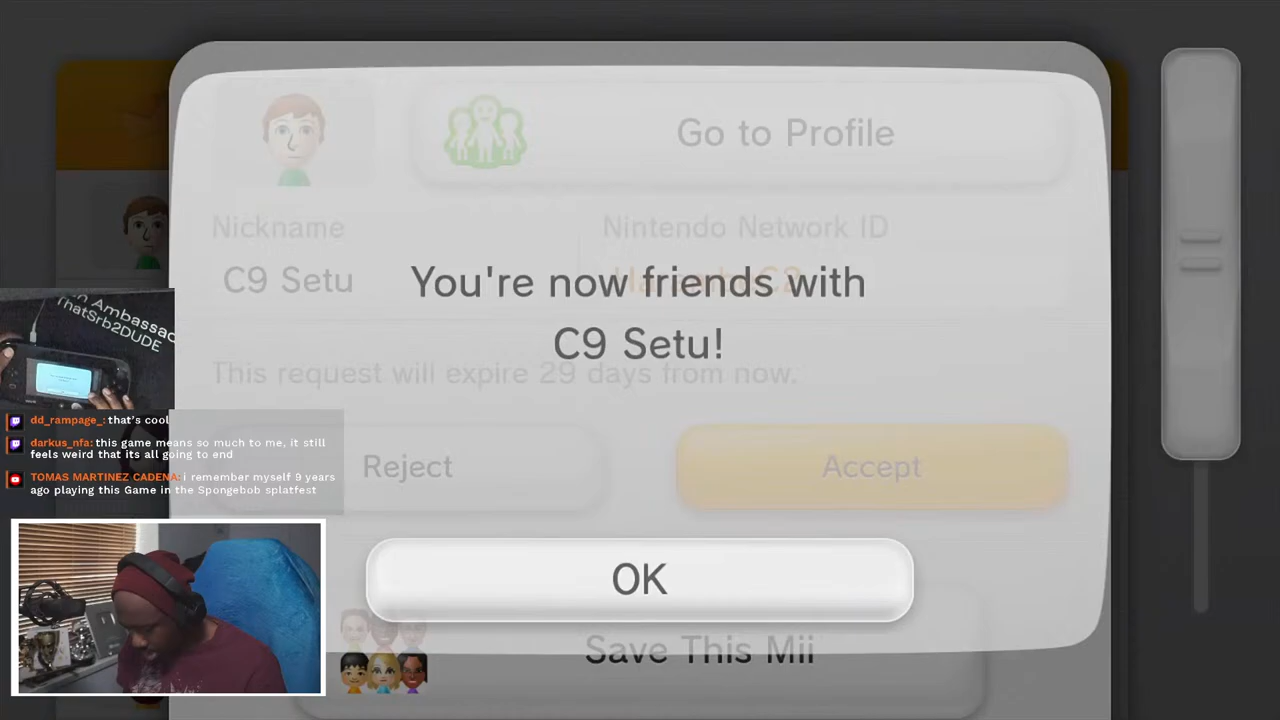 Go to Profile
Nickname
Nintendo Network ID
C9 Setu
You're now friends with
C9 Setu!
This request will expire 29 days from now.
Reject
Accept
OK
Save This Mii
Ambassad
ThatSrb2DUDE
dd_rampage_: that's cool
darkus_nfa: this game means so much to me, it still
feels weird that its all going to end
TOMAS MARTINEZ CADENA: i remember myself 9 years
ago playing this Game in the Spongebob splatfest